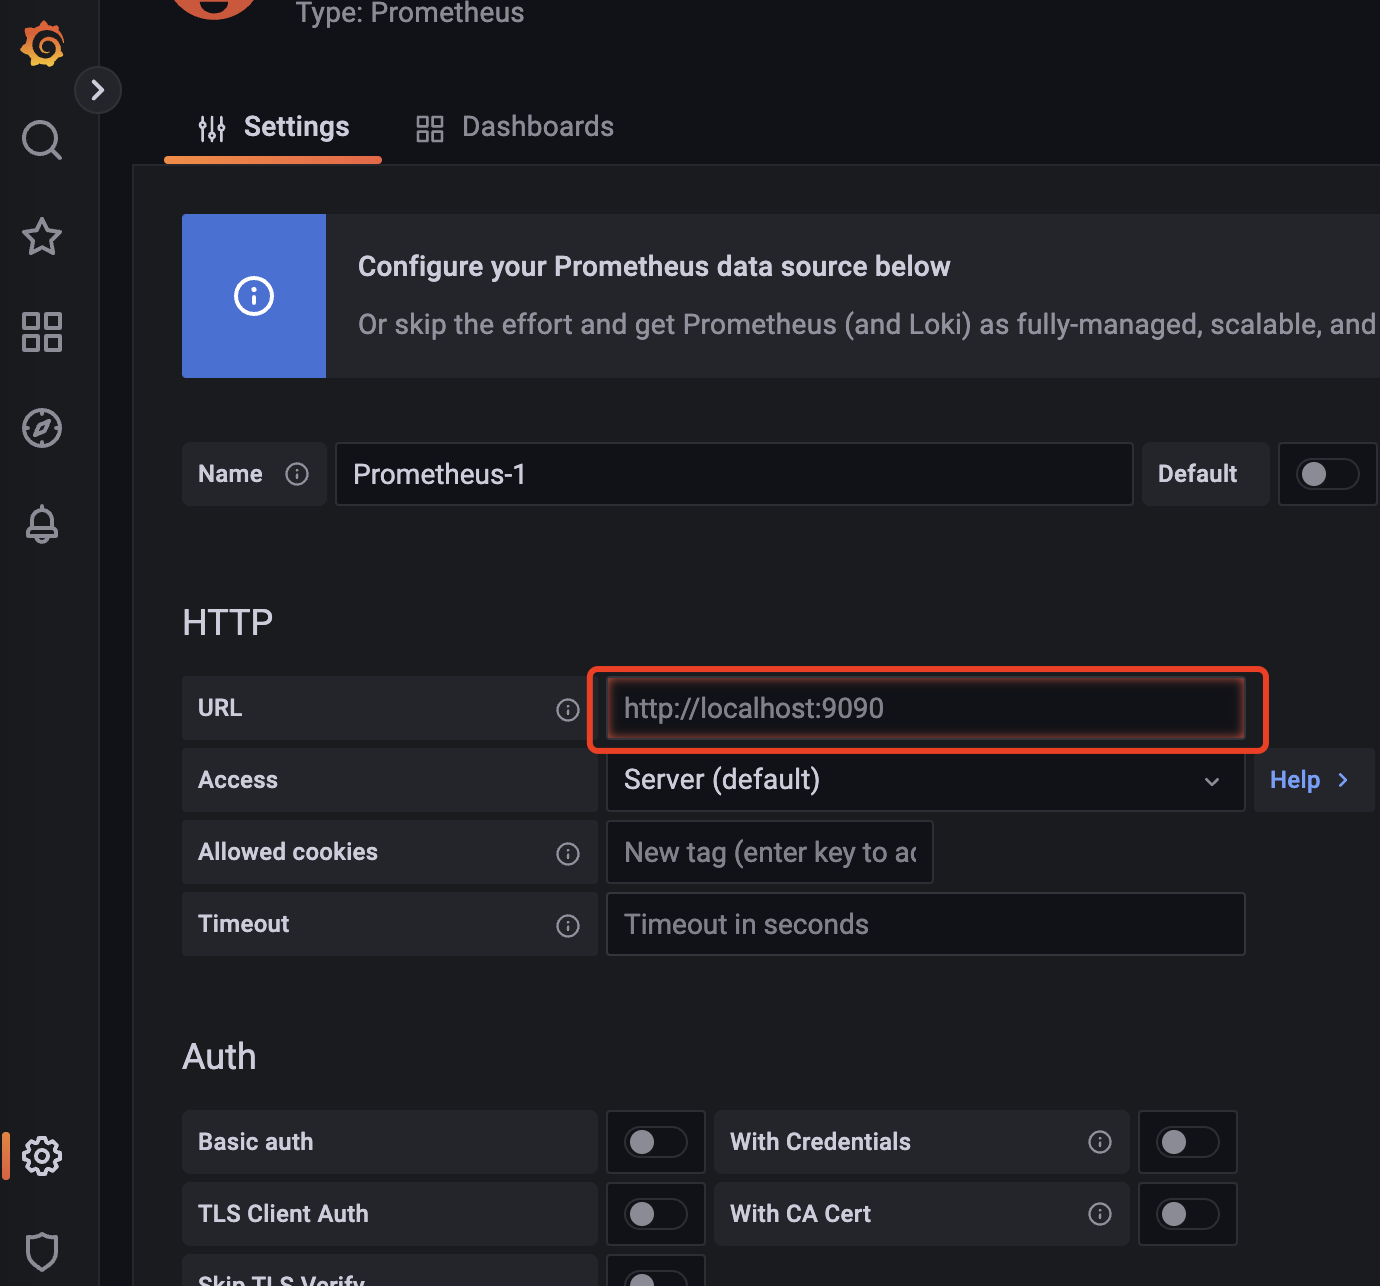 Type: Prometheus
Settings
Dashboards
Configure your Prometheus data source below
Or skip the effort and get Prometheus (and Loki) as fully-managed, scalable, and
Name
Prometheus-1
Default
HTTP
URL
http://localhost:9090
Access
Server (default)
Help
Allowed cookies
New tag (enter key to ac
Timeout
Timeout in seconds
Auth
Basic auth
With Credentials
TLS Client Auth
With CA Cert
Skip TLS Verify